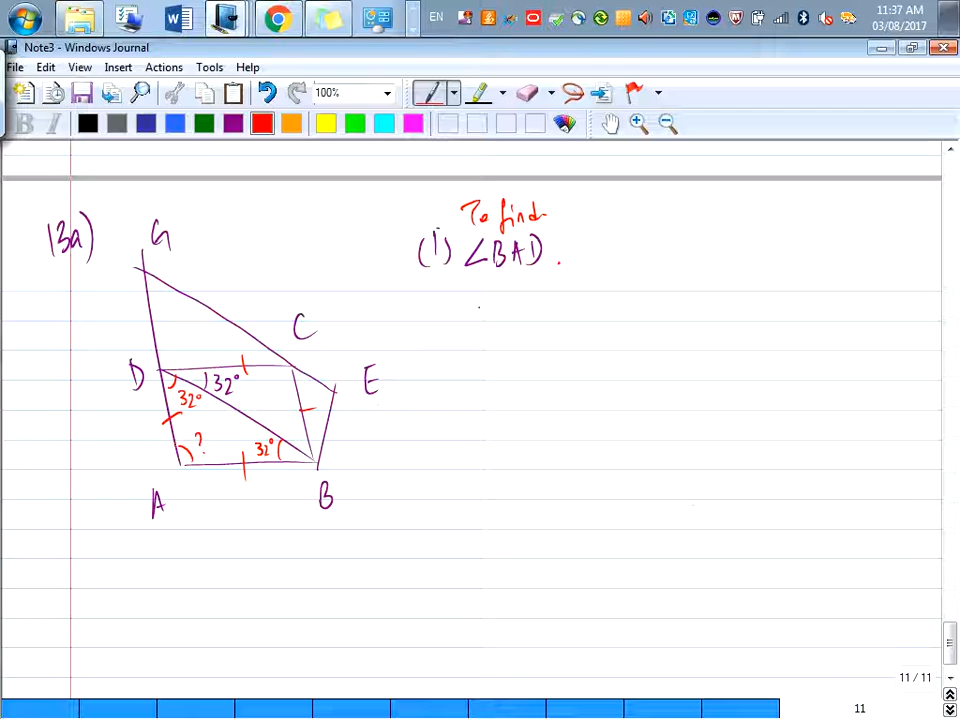 EN
11:37 AM
03/08/2017
Note3 - Windows Journal
File Edit View Insert Actions Tools Help
100%
B I
13a)
G
To find
(i) ∠BAD.
C
D
32°
E
32°
?
32°
A
B
11 / 11
11